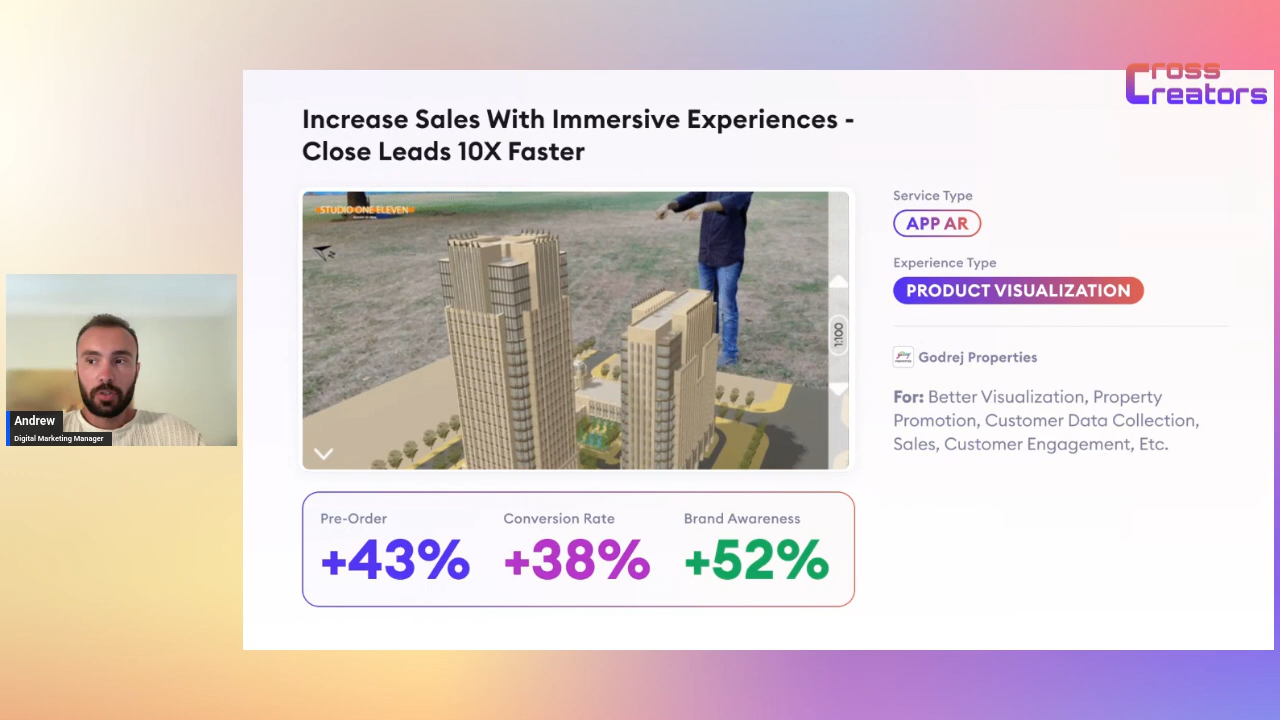 Cross
Creators
Increase Sales With Immersive Experiences -
Close Leads 10X Faster
STUDIO ONE ELEVEN
1:100
Service Type
APP AR
Experience Type
PRODUCT VISUALIZATION
Godrej Properties
For: Better Visualization, Property
Promotion, Customer Data Collection,
Sales, Customer Engagement, Etc.
Andrew
Digital Marketing Manager
Pre-Order
Conversion Rate
Brand Awareness
+43%
+38%
+52%